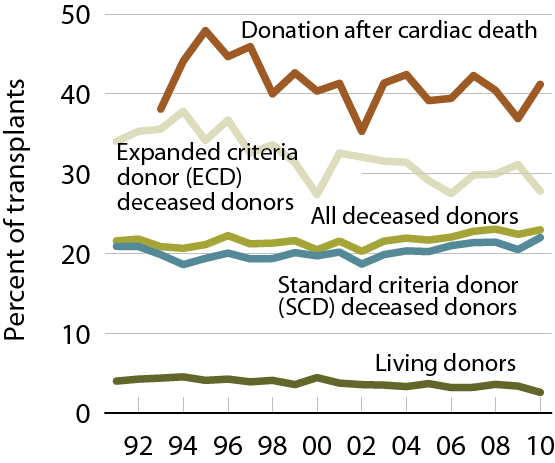 Percent of transplants
50
40
30
20
10
0
Donation after cardiac death
Expanded criteria
donor (ECD)
deceased donors
All deceased donors
Standard criteria donor
(SCD) deceased donors
Living donors
92 94 96 98 00 02 04 06 08 10